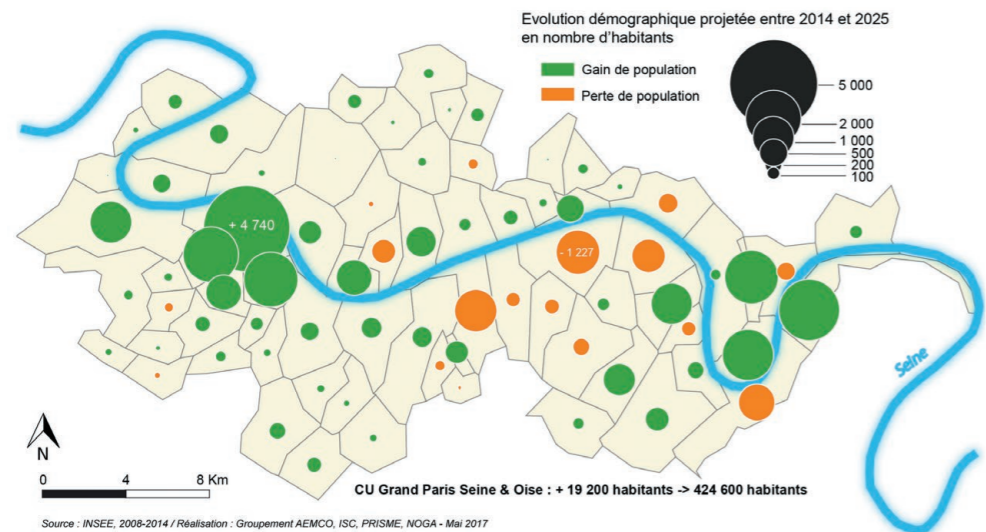 Evolution démographique projetée entre 2014 et 2025
en nombre d'habitants
Gain de population
Perte de population
5 000
2 000
1 000
500
200
100
+ 4 740
- 1 227
Seine
N
0 4 8 Km
CU Grand Paris Seine & Oise : + 19 200 habitants -> 424 600 habitants
Source : INSEE, 2008-2014 / Réalisation : Groupement AEMCO, ISC, PRISME, NOGA - Mai 2017